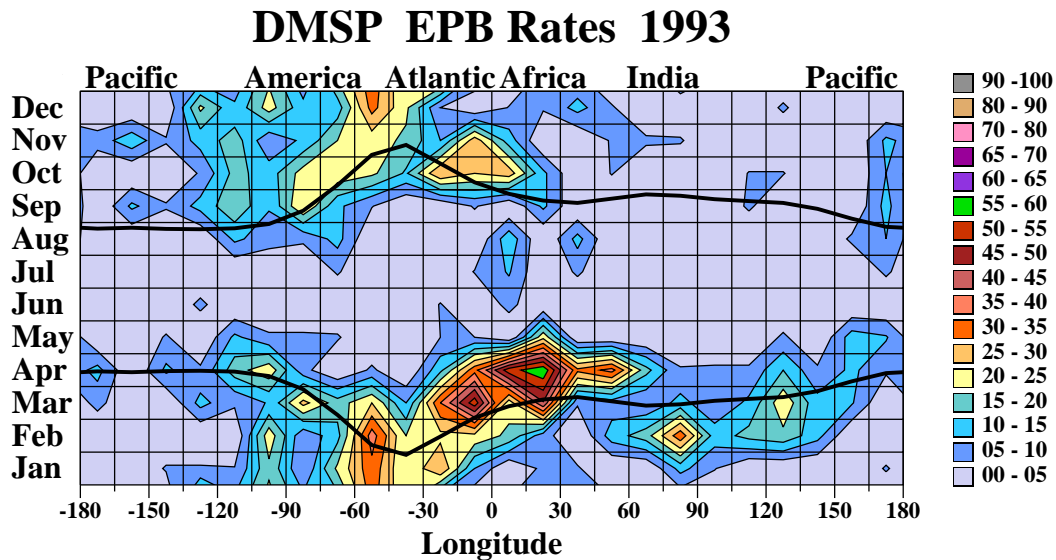 DMSP EPB Rates 1993
Pacific America Atlantic Africa India Pacific
Dec
Nov
Oct
Sep
Aug
Jul
Jun
May
Apr
Mar
Feb
Jan
-180 -150 -120 -90 -60 -30 0 30 60 90 120 150 180
Longitude
90 -100
80 - 90
70 - 80
65 - 70
60 - 65
55 - 60
50 - 55
45 - 50
40 - 45
35 - 40
30 - 35
25 - 30
20 - 25
15 - 20
10 - 15
05 - 10
00 - 05